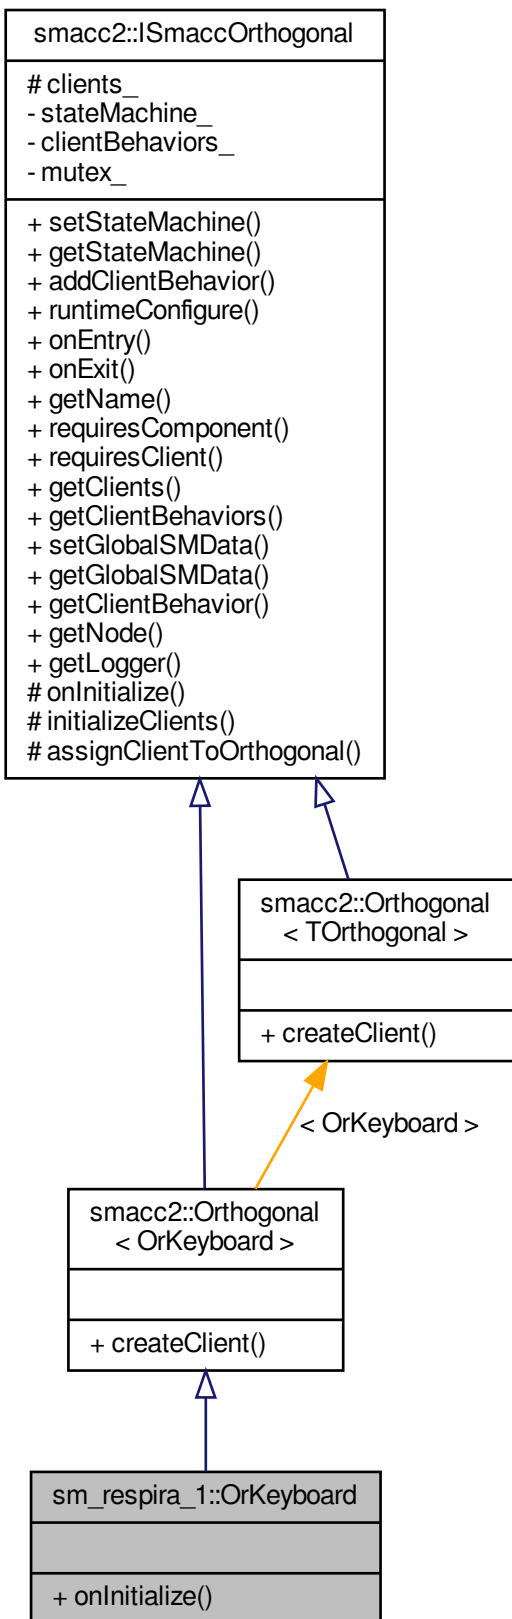 smacc2::ISmaccOrthogonal
# clients_
- stateMachine_
- clientBehaviors_
- mutex_
+ setStateMachine()
+ getStateMachine()
+ addClientBehavior()
+ runtimeConfigure()
+ onEntry()
+ onExit()
+ getName()
+ requiresComponent()
+ requiresClient()
+ getClients()
+ getClientBehaviors()
+ setGlobalSMData()
+ getGlobalSMData()
+ getClientBehavior()
+ getNode()
+ getLogger()
# onInitialize()
# initializeClients()
# assignClientToOrthogonal()
smacc2::Orthogonal
< TOrthogonal >
+ createClient()
< OrKeyboard >
smacc2::Orthogonal
< OrKeyboard >
+ createClient()
sm_respira_1::OrKeyboard
+ onInitialize()